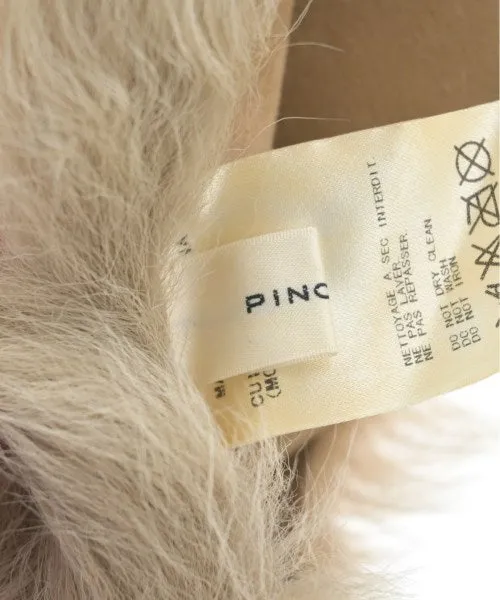 PINC
NETTOYAGE A SEC INTERDIT.
NE PAS LAVER
NE PAS REPASSER
DO NOT DRY CLEAN.
DO NOT WASH
DO NOT IRON